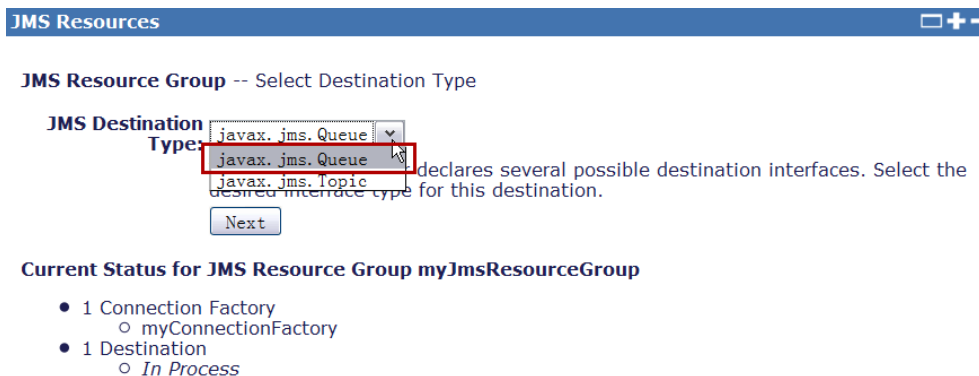 JMS Resources
JMS Resource Group -- Select Destination Type
JMS Destination Type:
javax.jms.Queue
javax.jms.Queue
javax.jms.Topic
declares several possible destination interfaces. Select the
desired interface type for this destination.
Next
Current Status for JMS Resource Group myJmsResourceGroup
1 Connection Factory
myConnectionFactory
1 Destination
In Process